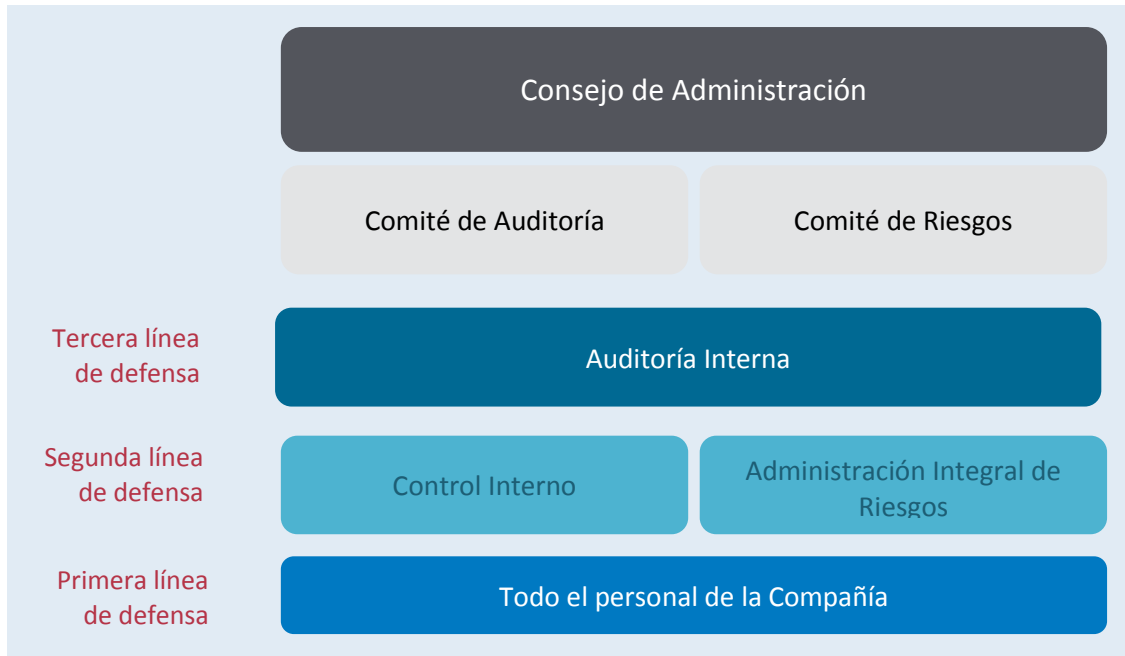 Consejo de Administración
Comité de Auditoría
Comité de Riesgos
Tercera línea
de defensa
Auditoría Interna
Segunda línea
de defensa
Control Interno
Administración Integral de
Riesgos
Primera línea
de defensa
Todo el personal de la Compañía